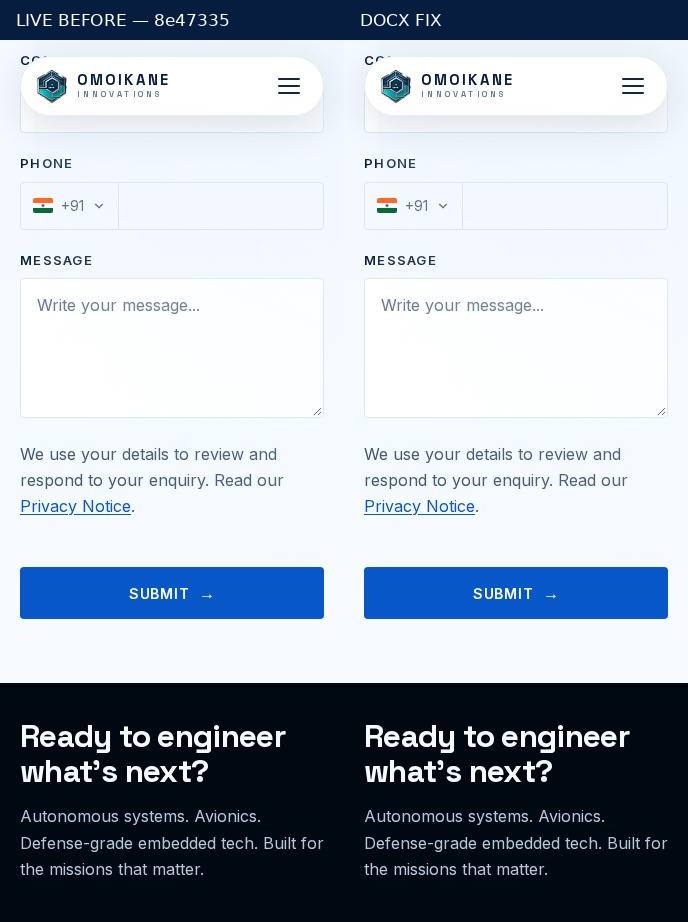 LIVE BEFORE — 8e47335
DOCX FIX
OMOIKANE
INNOVATIONS
PHONE
+91
MESSAGE
Write your message...
We use your details to review and
respond to your enquiry. Read our
Privacy Notice.
SUBMIT →
Ready to engineer
what’s next?
Autonomous systems. Avionics.
Defense-grade embedded tech. Built for
the missions that matter.
OMOIKANE
INNOVATIONS
PHONE
+91
MESSAGE
Write your message...
We use your details to review and
respond to your enquiry. Read our
Privacy Notice.
SUBMIT →
Ready to engineer
what’s next?
Autonomous systems. Avionics.
Defense-grade embedded tech. Built for
the missions that matter.